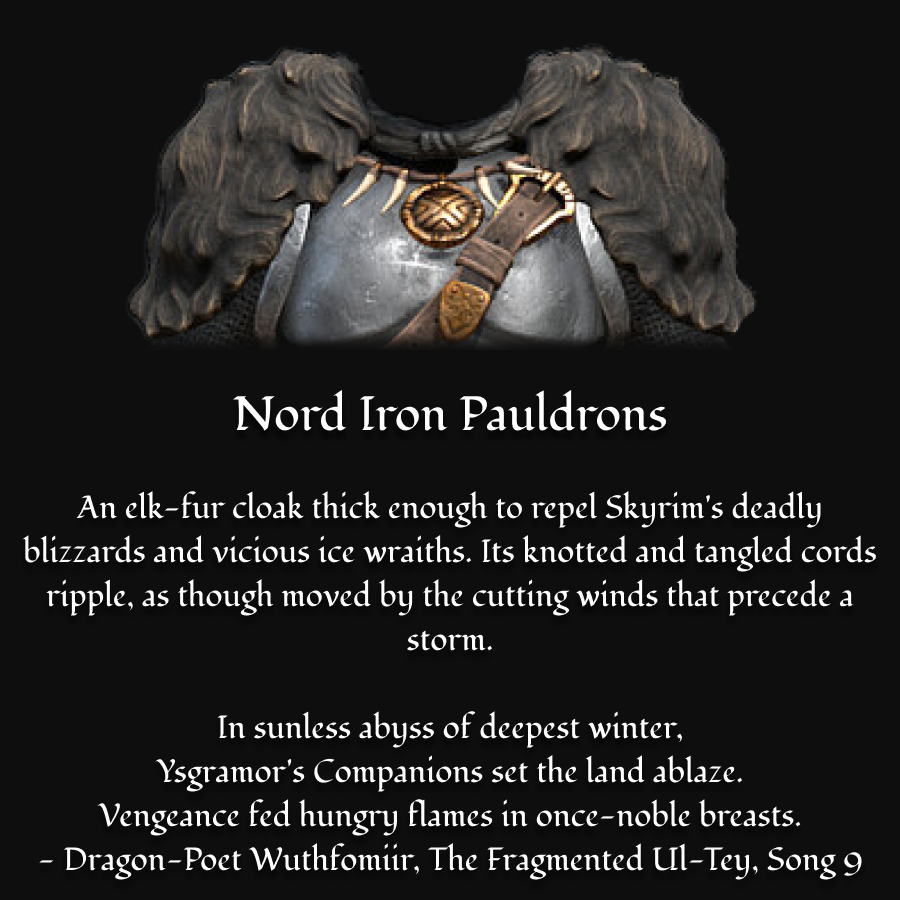 Nord Iron Pauldrons
An elk-fur cloak thick enough to repel Skyrim's deadly
blizzards and vicious ice wraiths. Its knotted and tangled cords
ripple, as though moved by the cutting winds that precede a
storm.
In sunless abyss of deepest winter,
Ysgramor's Companions set the land ablaze.
Vengeance fed hungry flames in once-noble breasts.
- Dragon-Poet Wuthfomiir, The Fragmented Ul-Tey, Song 9